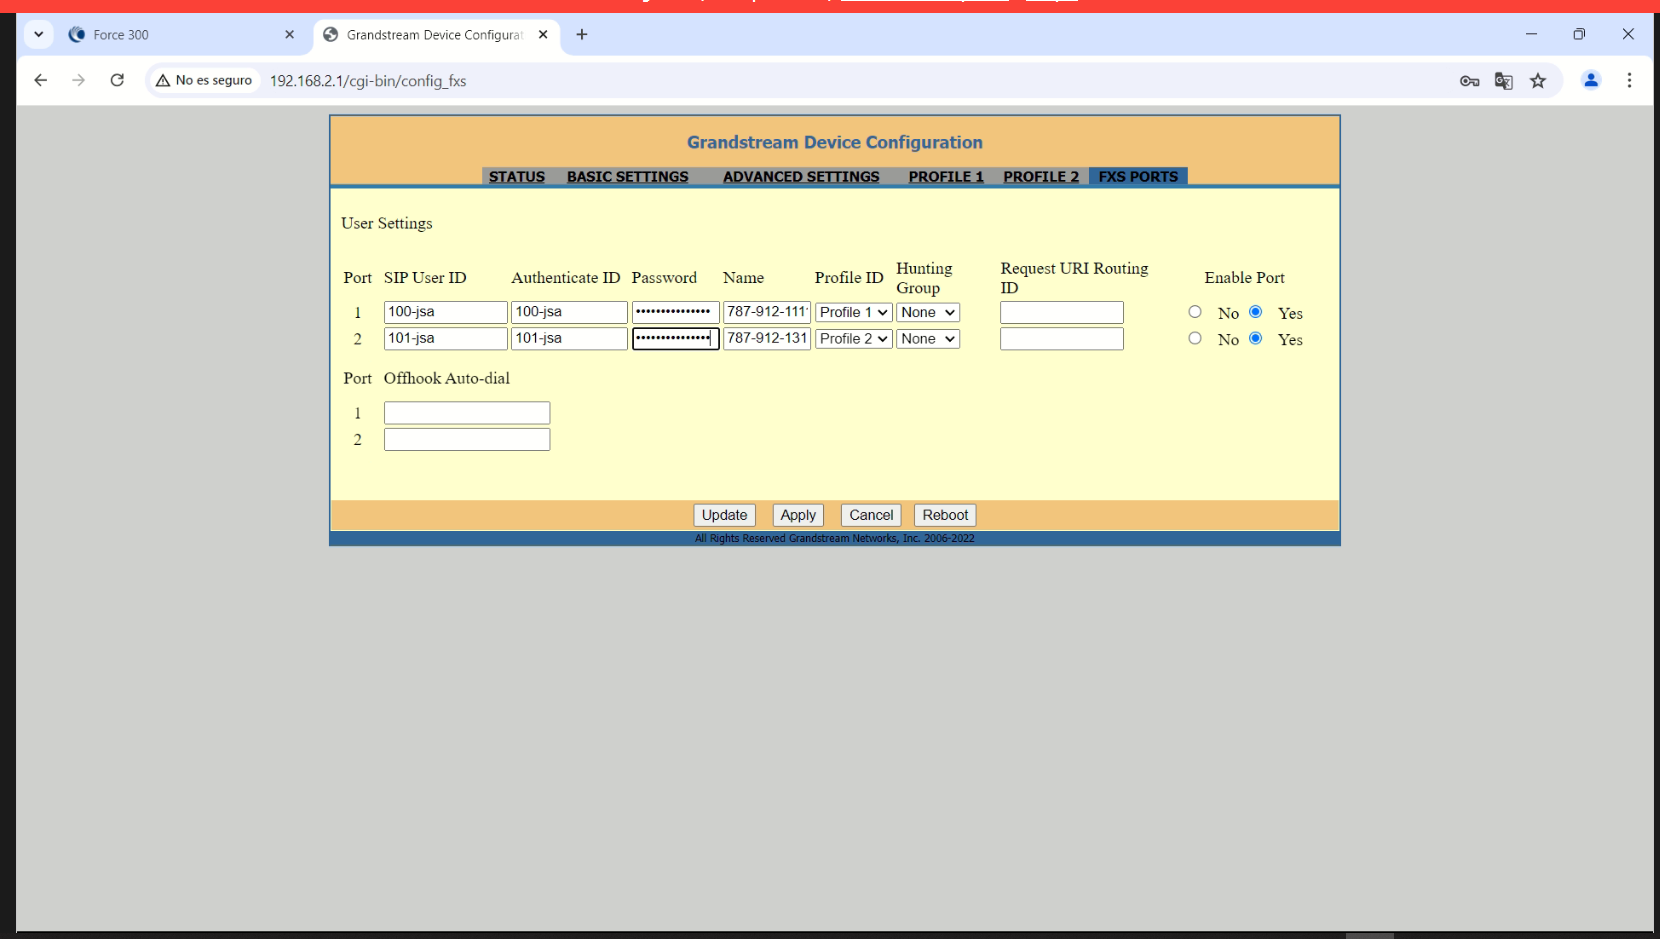 Force 300
Grandstream Device Configurat
No es seguro
192.168.2.1/cgi-bin/config_fxs
Grandstream Device Configuration
STATUS BASIC SETTINGS ADVANCED SETTINGS PROFILE 1 PROFILE 2 FXS PORTS
User Settings
Port SIP User ID Authenticate ID Password Name Profile ID Hunting Group Request URI Routing ID Enable Port
1 100-jsa 100-jsa ••••••••••••••• 787-912-111 Profile 1 None No Yes
2 101-jsa 101-jsa ••••••••••••••• 787-912-131 Profile 2 None No Yes
Port Offhook Auto-dial
1
2
Update Apply Cancel Reboot
All Rights Reserved Grandstream Networks, Inc. 2006-2022